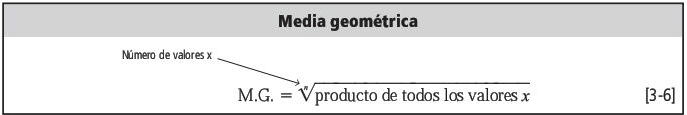 Media geométrica
Número de valores x
M.G. = ⁿ√producto de todos los valores x [3-6]